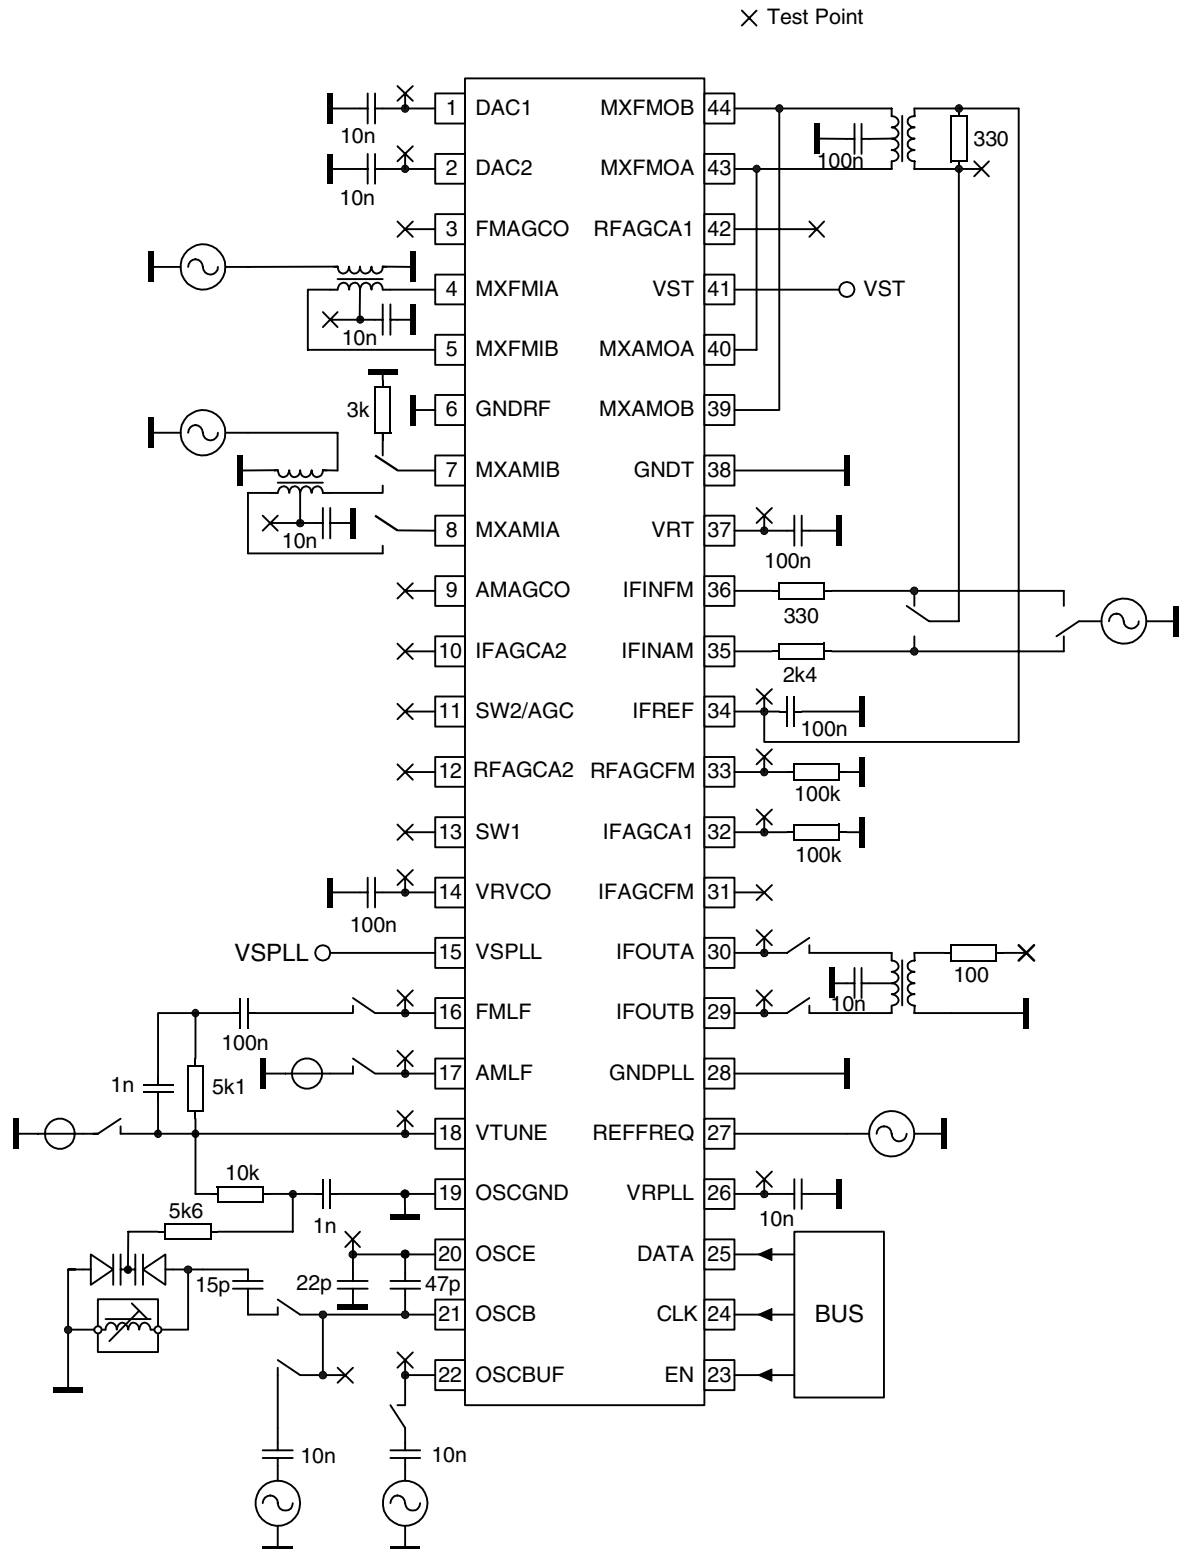 Test Point
1 DAC1 MXFMOB 44
10n 100n 330
2 DAC2 MXFMOA 43
10n
3 FMAGCO RFAGCA1 42
4 MXFMIA VST 41 VST
10n
5 MXFMIB MXAMOA 40
3k
6 GNDRF MXAMOB 39
7 MXAMIB GNDT 38
8 MXAMIA VRT 37
10n 100n
9 AMAGCO IFINFM 36
330
10 IFAGCA2 IFINAM 35
2k4
11 SW2/AGC IFREF 34
100n
12 RFAGCA2 RFAGCFM 33
100k
13 SW1 IFAGCA1 32
100k
14 VRVCO IFAGCFM 31
100n
VSPLL 15 VSPLL IFOUTA 30
100
10n
16 FMLF IFOUTB 29
100n
1n 5k1
17 AMLF GNDPLL 28
18 VTUNE REFFREQ 27
10k
19 OSCGND VRPLL 26
5k6 1n 10n
20 OSCE DATA 25
15p 22p 47p
21 OSCB CLK 24 BUS
22 OSCBUF EN 23
10n 10n